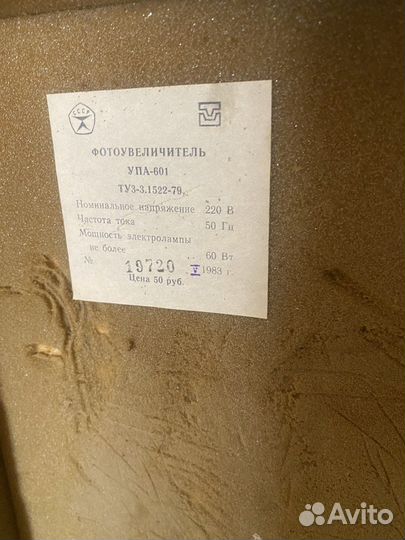 СССР
ФОТОУВЕЛИЧИТЕЛЬ
УПА-601
ТУ3-3.1522-79
Номинальное напряжение 220 В
Частота тока 50 Гц
Мощность электролампы
не более 60 Вт
№ 19720 V 1983 г.
Цена 50 руб.
Avito